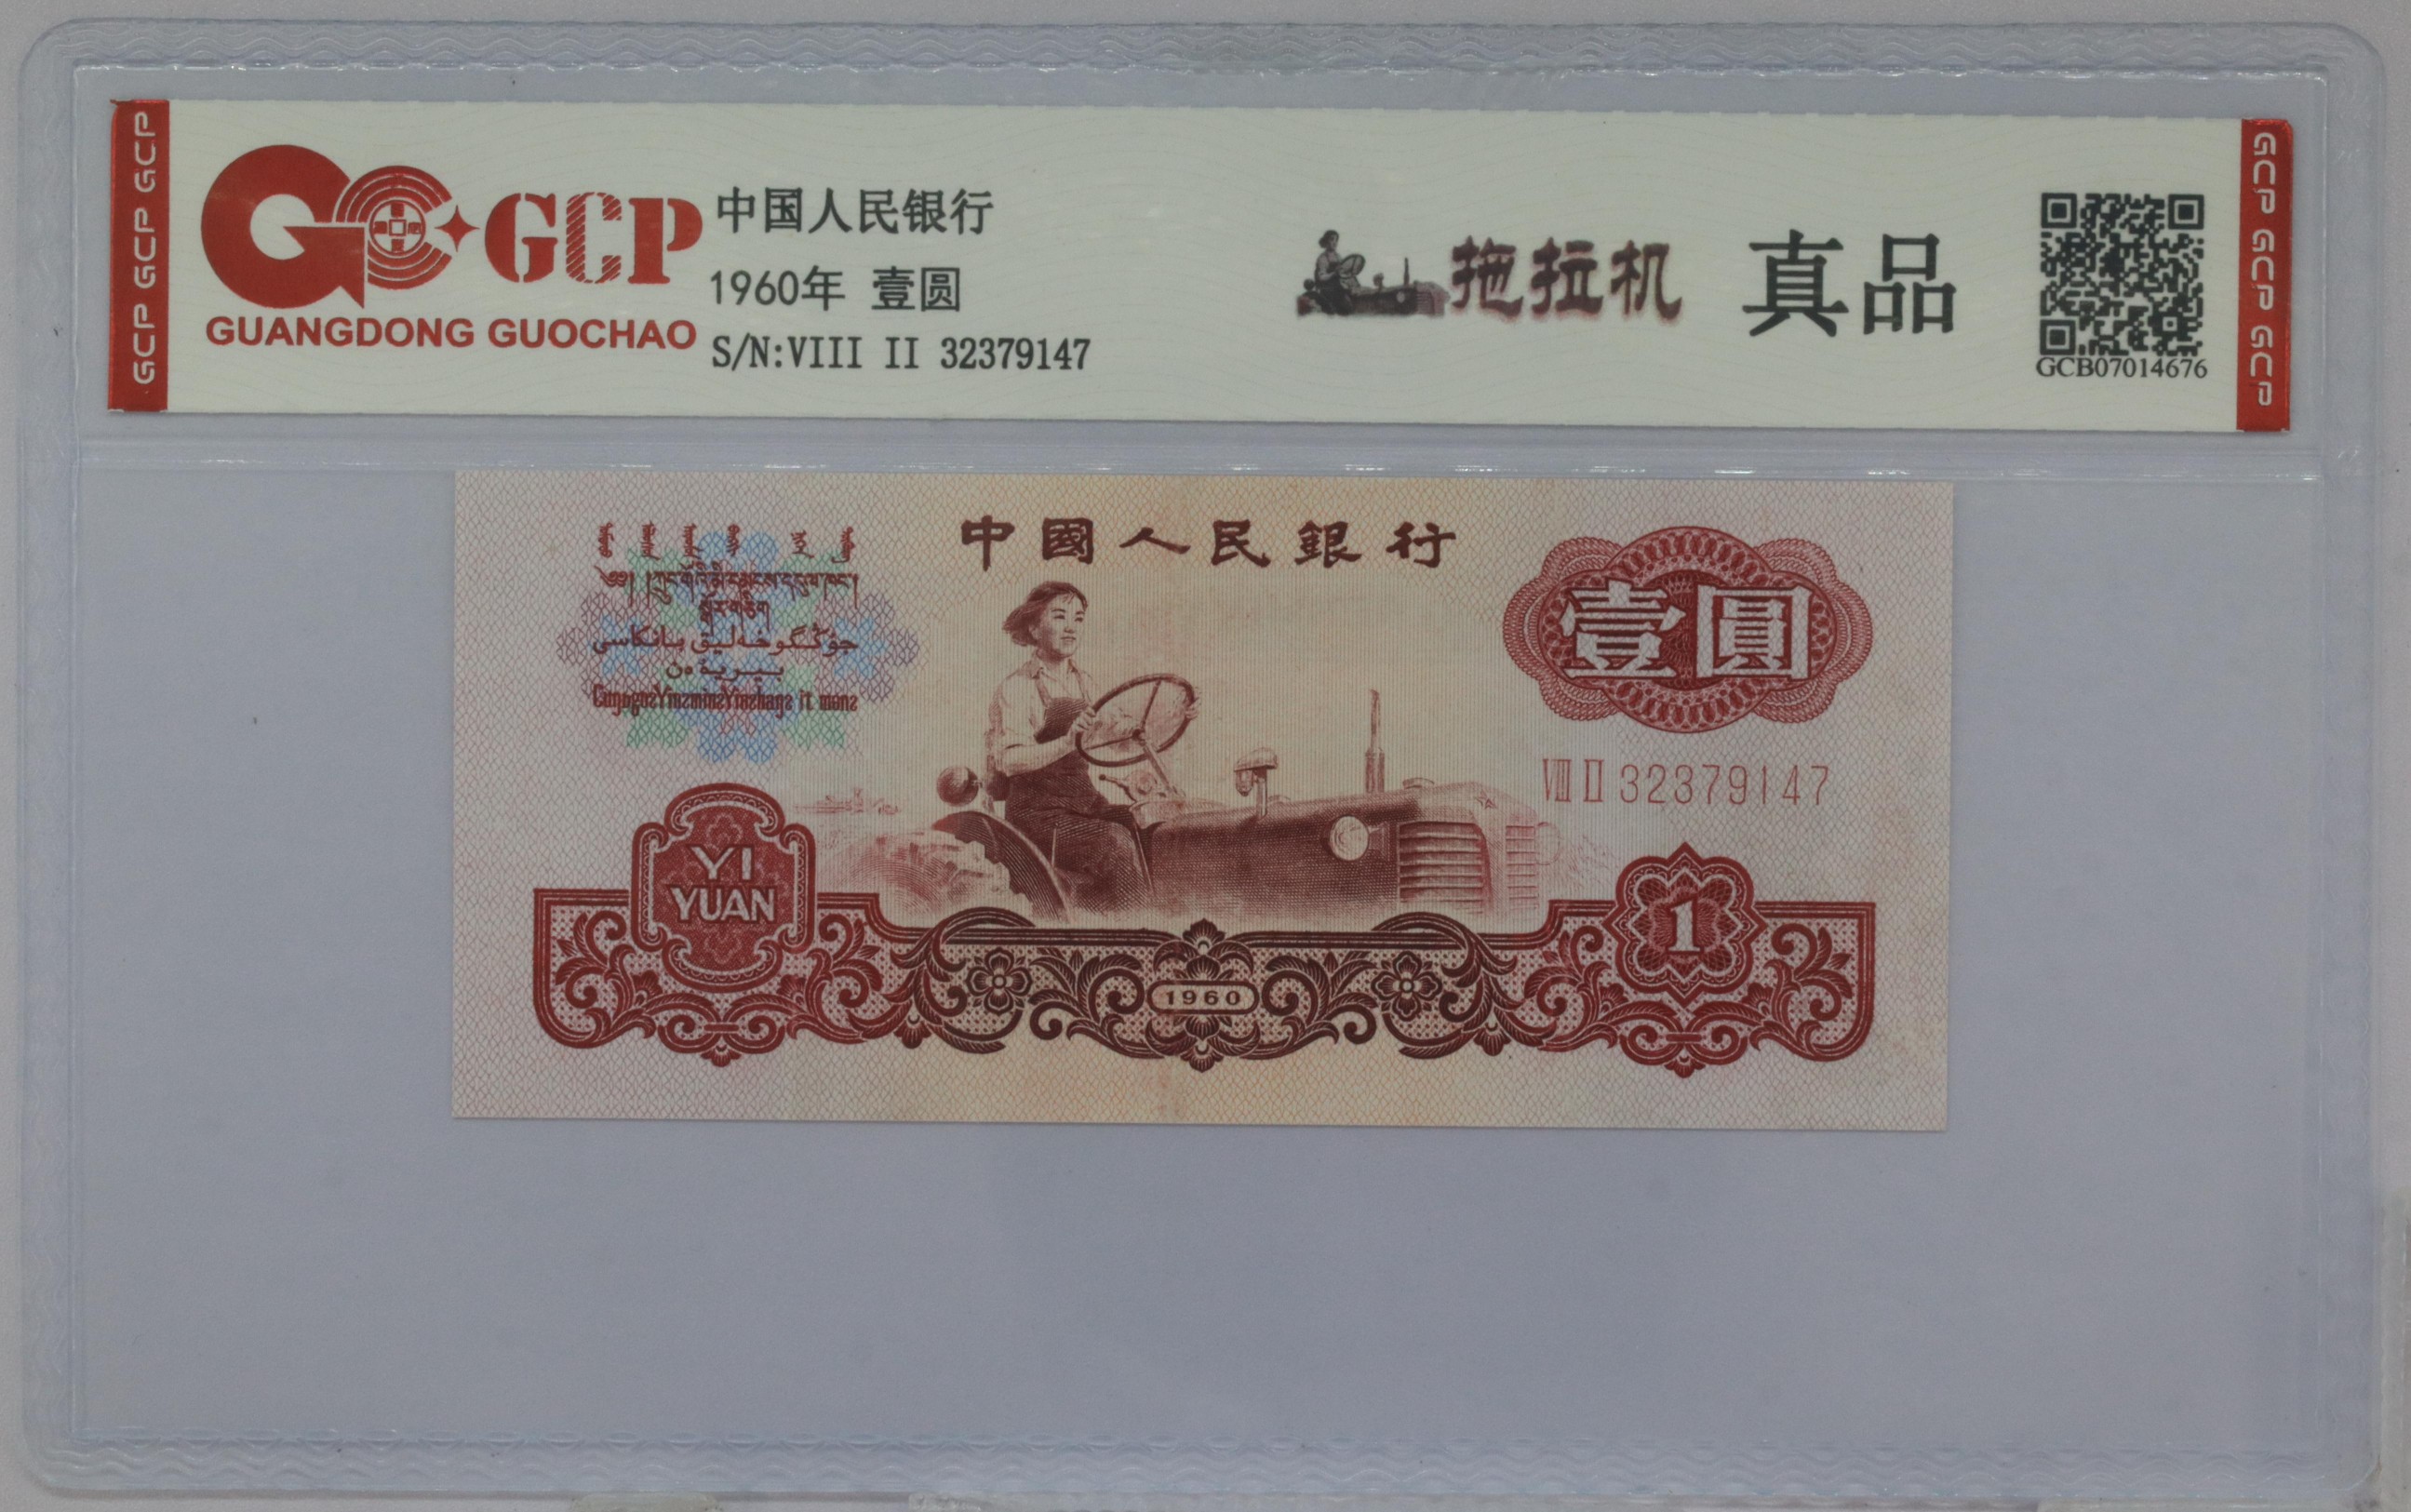 GCP GCP GCP
GCP
GUANGDONG GUOCHAO
中国人民银行
1960年 壹圆
S/N:VIII II 32379147
拖拉机 真品
GCB07014676
GCP GCP GCP
中國人民銀行
壹圓
VIII II 32379147
YI
YUAN
1
1960